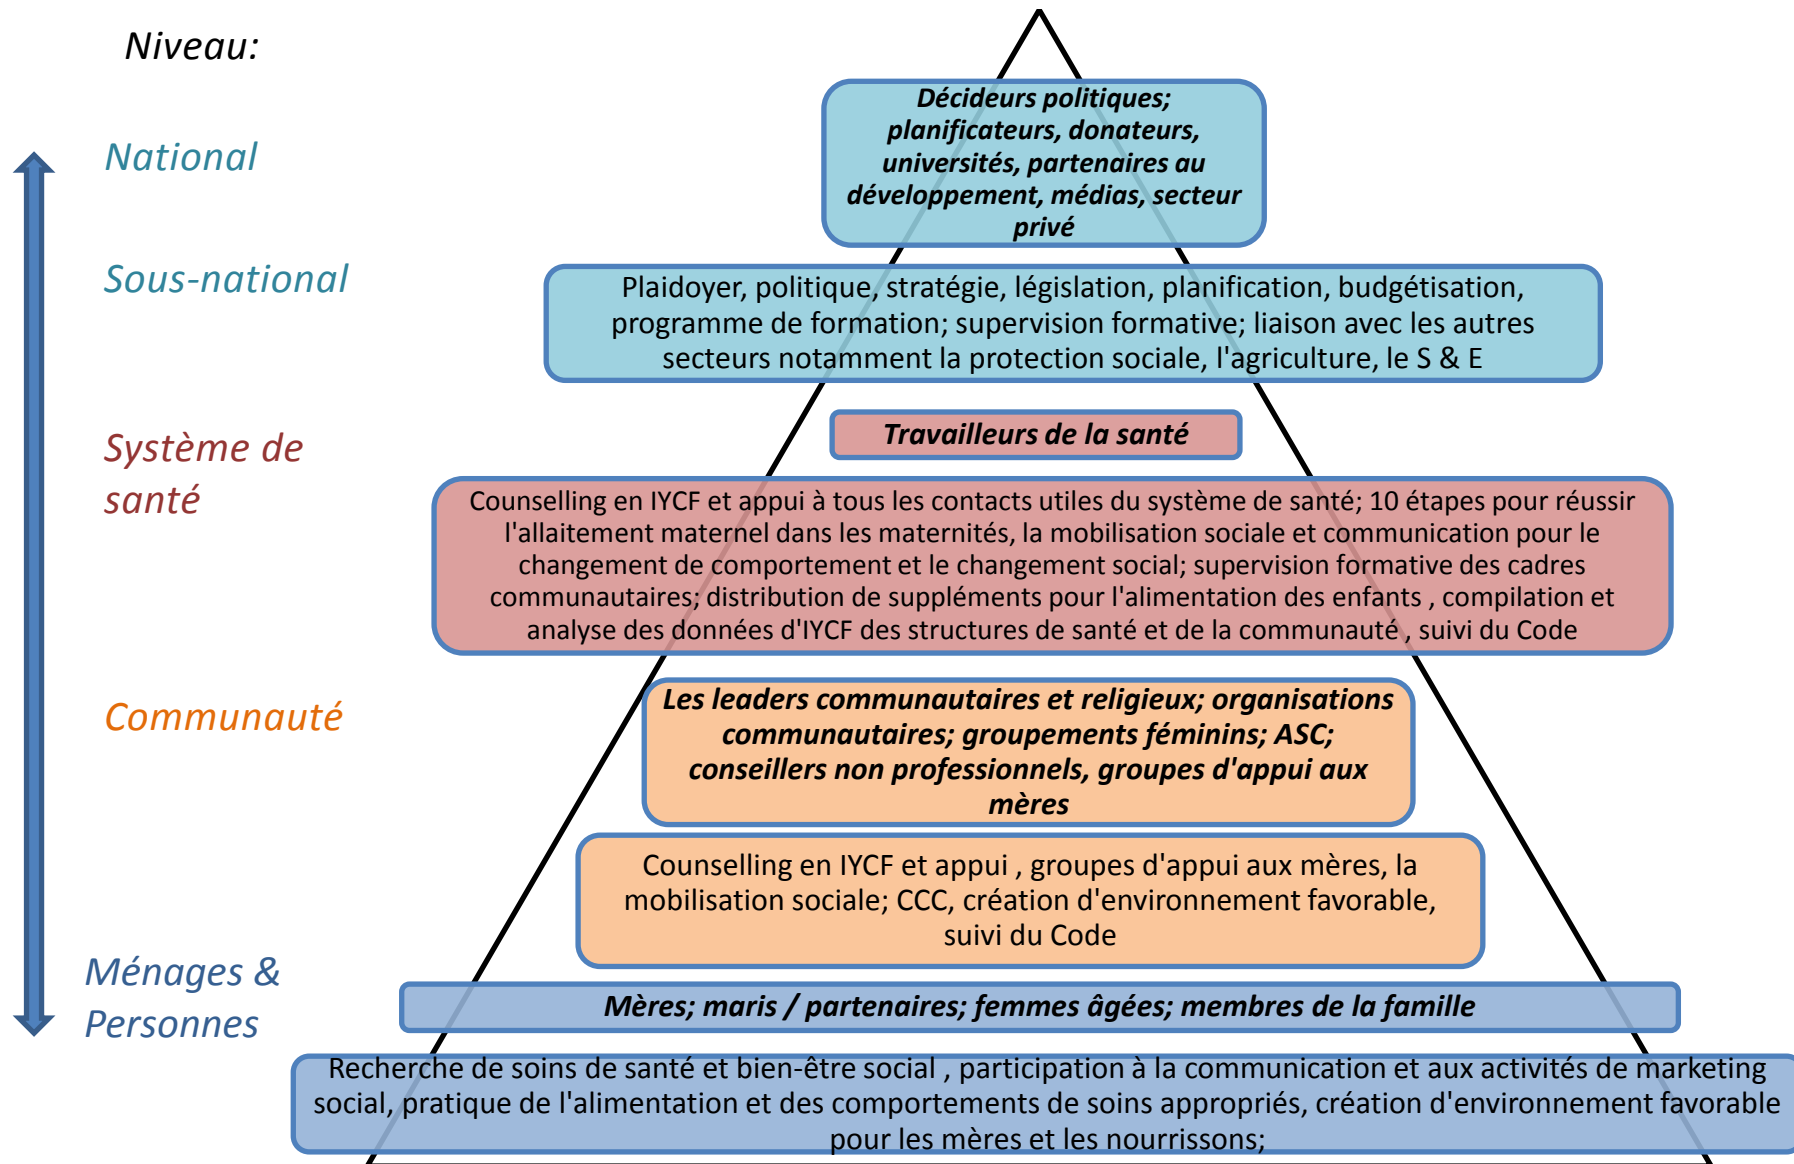 Niveau:
National
Décideurs politiques;
planificateurs, donateurs,
universités, partenaires au
développement, médias, secteur
privé
Sous-national
Plaidoyer, politique, stratégie, législation, planification, budgétisation,
programme de formation; supervision formative; liaison avec les autres
secteurs notamment la protection sociale, l'agriculture, le S & E
Système de
santé
Travailleurs de la santé
Counselling en IYCF et appui à tous les contacts utiles du système de santé; 10 étapes pour réussir
l'allaitement maternel dans les maternités, la mobilisation sociale et communication pour le
changement de comportement et le changement social; supervision formative des cadres
communautaires; distribution de suppléments pour l'alimentation des enfants , compilation et
analyse des données d'IYCF des structures de santé et de la communauté , suivi du Code
Communauté
Les leaders communautaires et religieux; organisations
communautaires; groupements féminins; ASC;
conseillers non professionnels, groupes d'appui aux
mères
Counselling en IYCF et appui , groupes d'appui aux mères, la
mobilisation sociale; CCC, création d'environnement favorable,
suivi du Code
Ménages &
Personnes
Mères; maris / partenaires; femmes âgées; membres de la famille
Recherche de soins de santé et bien-être social , participation à la communication et aux activités de marketing
social, pratique de l'alimentation et des comportements de soins appropriés, création d'environnement favorable
pour les mères et les nourrissons;